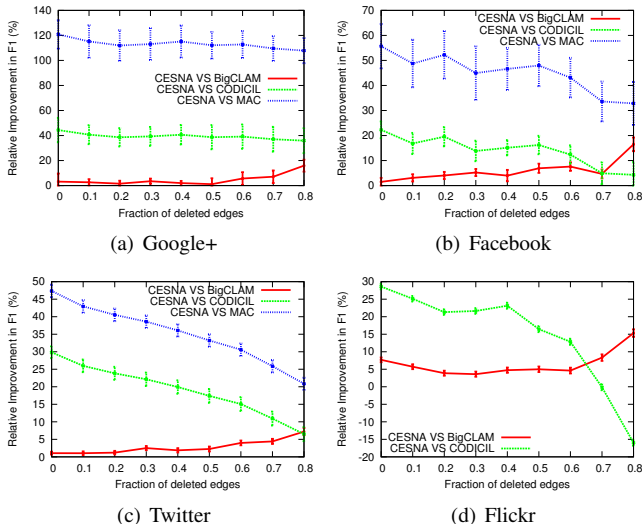 Relative Improvement in F1 (%)
140
120
100
80
60
40
20
0
CESNA VS BigCLAM
CESNA VS CODICIL
CESNA VS MAC
0 0.1 0.2 0.3 0.4 0.5 0.6 0.7 0.8
Fraction of deleted edges
(a) Google+
Relative Improvement in F1 (%)
70
60
50
40
30
20
10
0
CESNA VS BigCLAM
CESNA VS CODICIL
CESNA VS MAC
0 0.1 0.2 0.3 0.4 0.5 0.6 0.7 0.8
Fraction of deleted edges
(b) Facebook
Relative Improvement in F1 (%)
50
45
40
35
30
25
20
15
10
5
0
CESNA VS BigCLAM
CESNA VS CODICIL
CESNA VS MAC
0 0.1 0.2 0.3 0.4 0.5 0.6 0.7 0.8
Fraction of deleted edges
(c) Twitter
Relative Improvement in F1 (%)
30
25
20
15
10
5
0
-5
-10
-15
-20
CESNA VS BigCLAM
CESNA VS CODICIL
0 0.1 0.2 0.3 0.4 0.5 0.6 0.7 0.8
Fraction of deleted edges
(d) Flickr